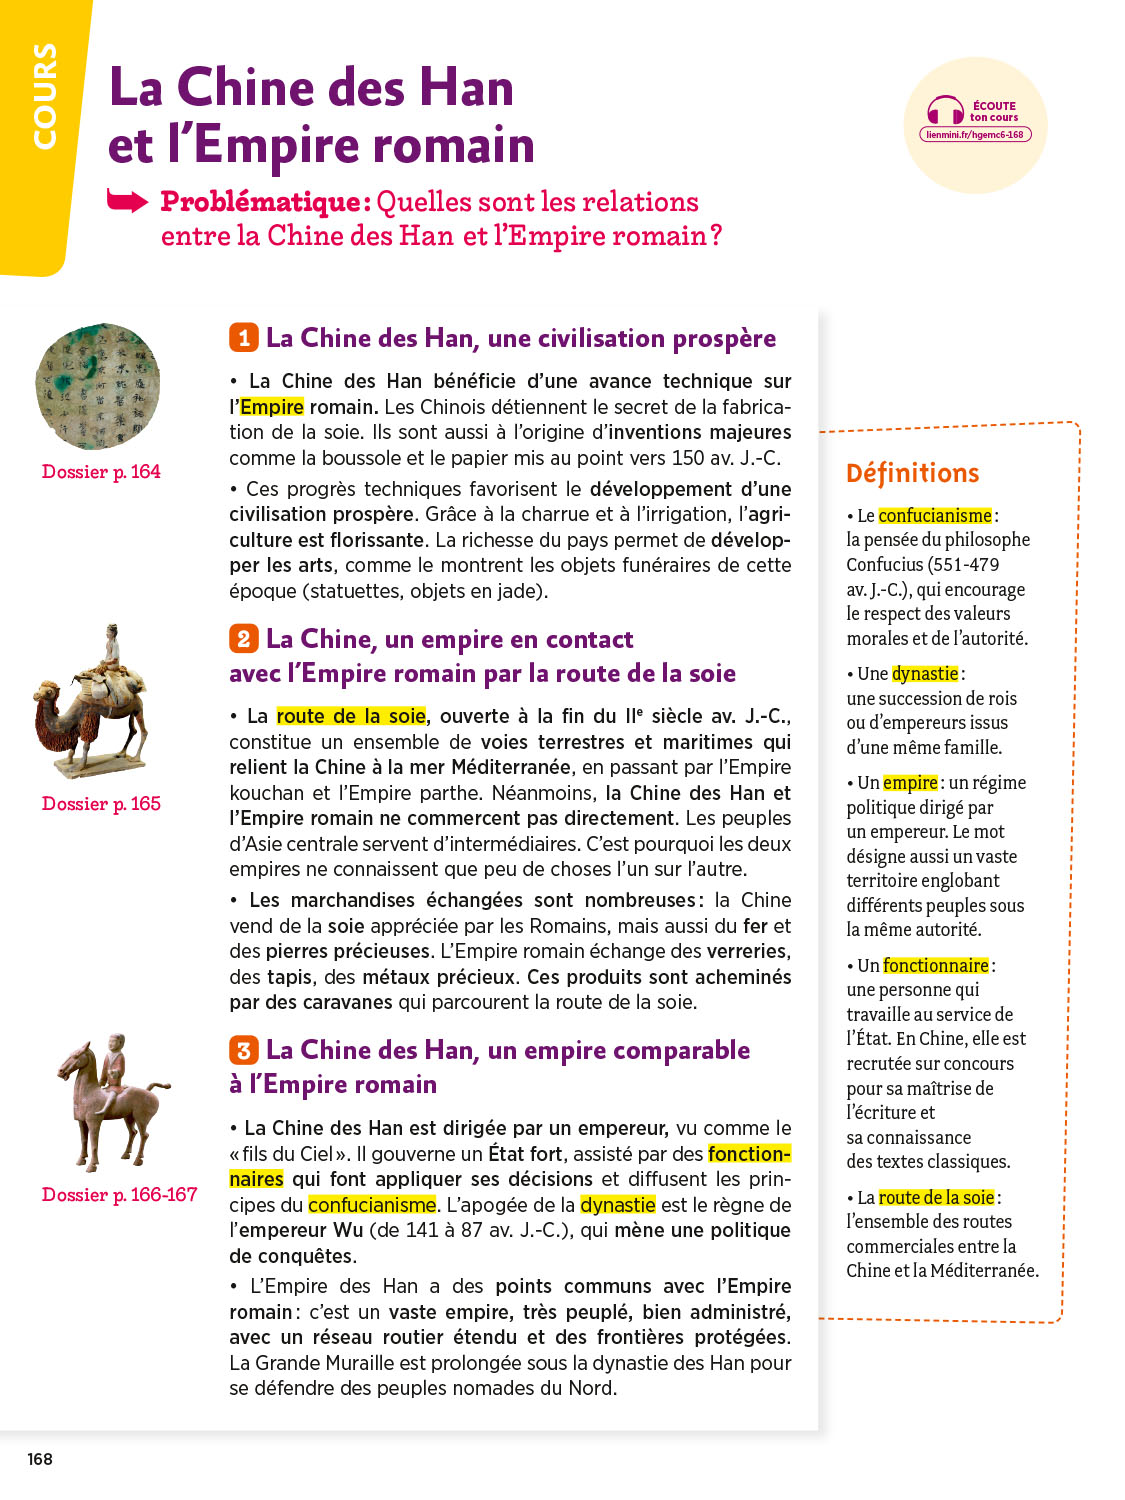 COURS
La Chine des Han
et l’Empire romain
Problématique : Quelles sont les relations
entre la Chine des Han et l’Empire romain ?
ÉCOUTE
ton cours
lienmini.fr/hgemc6-168
Dossier p. 164
Dossier p. 165
Dossier p. 166-167
1 La Chine des Han, une civilisation prospère
• La Chine des Han bénéficie d’une avance technique sur
l’Empire romain. Les Chinois détiennent le secret de la fabrica-
tion de la soie. Ils sont aussi à l’origine d’inventions majeures
comme la boussole et le papier mis au point vers 150 av. J.-C.
• Ces progrès techniques favorisent le développement d’une
civilisation prospère. Grâce à la charrue et à l’irrigation, l’agri-
culture est florissante. La richesse du pays permet de dévelop-
per les arts, comme le montrent les objets funéraires de cette
époque (statuettes, objets en jade).
2 La Chine, un empire en contact
avec l’Empire romain par la route de la soie
• La route de la soie, ouverte à la fin du IIe siècle av. J.-C.,
constitue un ensemble de voies terrestres et maritimes qui
relient la Chine à la mer Méditerranée, en passant par l’Empire
kouchan et l’Empire parthe. Néanmoins, la Chine des Han et
l’Empire romain ne commercent pas directement. Les peuples
d’Asie centrale servent d’intermédiaires. C’est pourquoi les deux
empires ne connaissent que peu de choses l’un sur l’autre.
• Les marchandises échangées sont nombreuses : la Chine
vend de la soie appréciée par les Romains, mais aussi du fer et
des pierres précieuses. L’Empire romain échange des verreries,
des tapis, des métaux précieux. Ces produits sont acheminés
par des caravanes qui parcourent la route de la soie.
3 La Chine des Han, un empire comparable
à l’Empire romain
• La Chine des Han est dirigée par un empereur, vu comme le
« fils du Ciel ». Il gouverne un État fort, assisté par des fonction-
naires qui font appliquer ses décisions et diffusent les prin-
cipes du confucianisme. L’apogée de la dynastie est le règne de
l’empereur Wu (de 141 à 87 av. J.-C.), qui mène une politique
de conquêtes.
• L’Empire des Han a des points communs avec l’Empire
romain : c’est un vaste empire, très peuplé, bien administré,
avec un réseau routier étendu et des frontières protégées.
La Grande Muraille est prolongée sous la dynastie des Han pour
se défendre des peuples nomades du Nord.
Définitions
• Le confucianisme :
la pensée du philosophe
Confucius (551-479
av. J.-C.), qui encourage
le respect des valeurs
morales et de l’autorité.
• Une dynastie :
une succession de rois
ou d’empereurs issus
d’une même famille.
• Un empire : un régime
politique dirigé par
un empereur. Le mot
désigne aussi un vaste
territoire englobant
différents peuples sous
la même autorité.
• Un fonctionnaire :
une personne qui
travaille au service de
l’État. En Chine, elle est
recrutée sur concours
pour sa maîtrise de
l’écriture et
sa connaissance
des textes classiques.
• La route de la soie :
l’ensemble des routes
commerciales entre la
Chine et la Méditerranée.
168